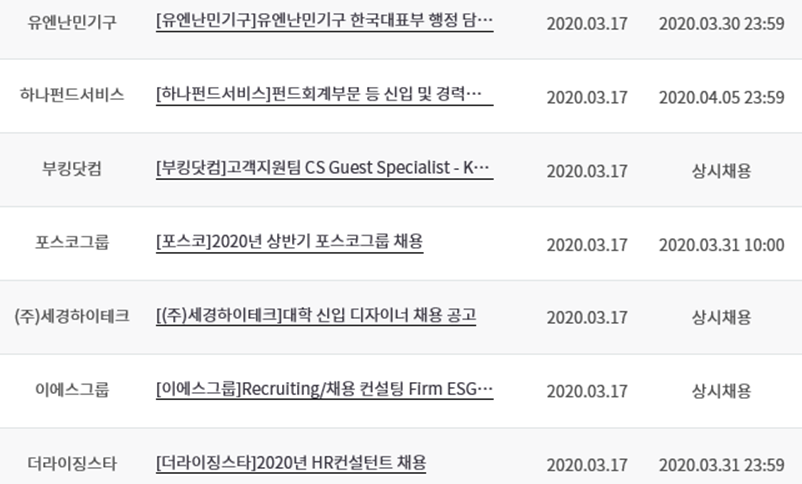 유엔난민기구 [유엔난민기구]유엔난민기구 한국대표부 행정 담… 2020.03.17 2020.03.30 23:59
하나펀드서비스 [하나펀드서비스]펀드회계부문 등 신입 및 경력… 2020.03.17 2020.04.05 23:59
부킹닷컴 [부킹닷컴]고객지원팀 CS Guest Specialist - K… 2020.03.17 상시채용
포스코그룹 [포스코]2020년 상반기 포스코그룹 채용 2020.03.17 2020.03.31 10:00
(주)세경하이테크 [(주)세경하이테크]대학 신입 디자이너 채용 공고 2020.03.17 상시채용
이에스그룹 [이에스그룹]Recruiting/채용 컨설팅 Firm ESG… 2020.03.17 상시채용
더라이징스타 [더라이징스타]2020년 HR컨설턴트 채용 2020.03.17 2020.03.31 23:59